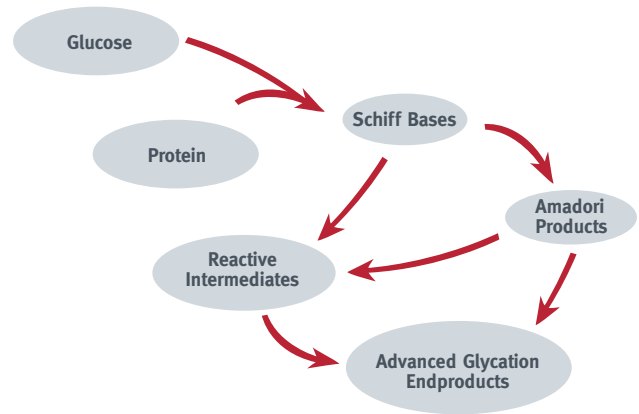 Glucose
Protein
Schiff Bases
Amadori
Products
Reactive
Intermediates
Advanced Glycation
Endproducts